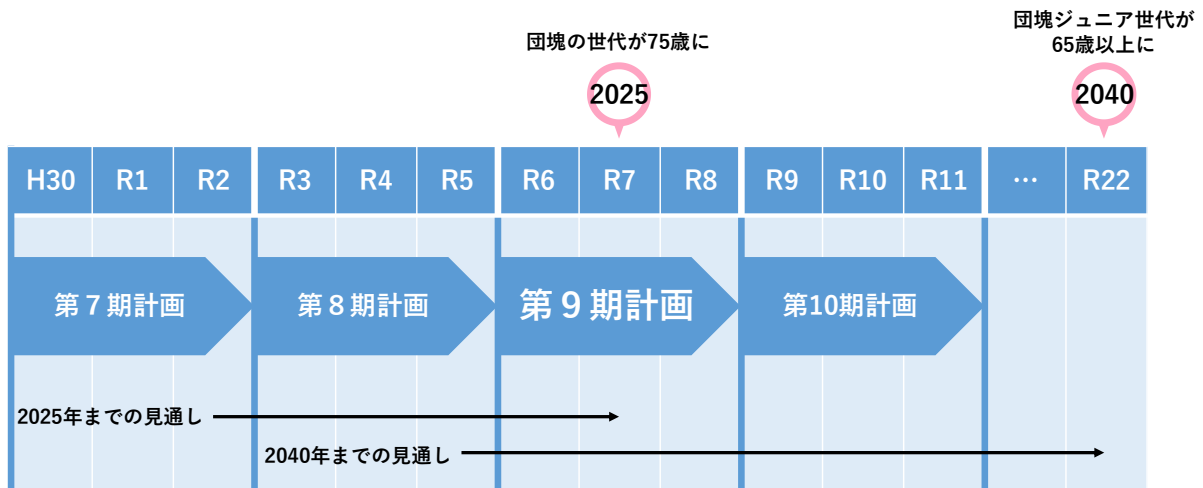 団塊ジュニア世代が
65歳以上に
団塊の世代が75歳に
2025
2040
H30 R1 R2 R3 R4 R5 R6 R7 R8 R9 R10 R11 … R22
第７期計画 第８期計画 第９期計画 第10期計画
2025年までの見通し
2040年までの見通し